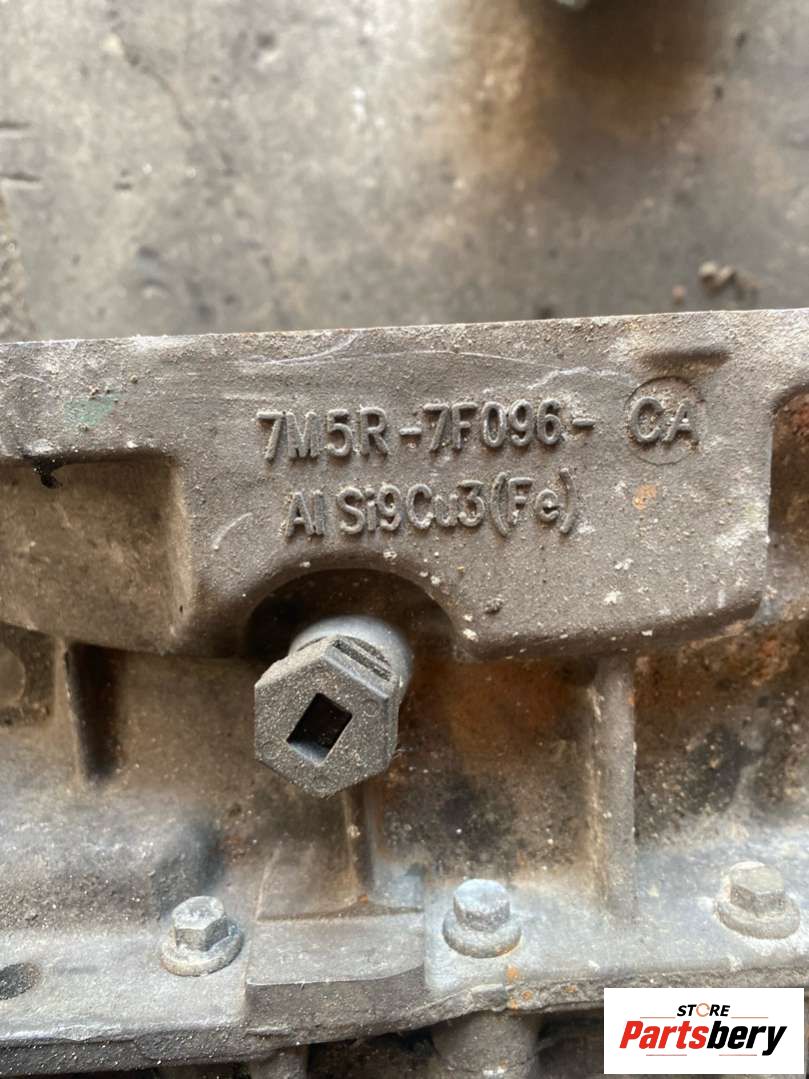 7M5R-7F096- CA
Al Si9Cu3(Fe)
STORE
Partsbery